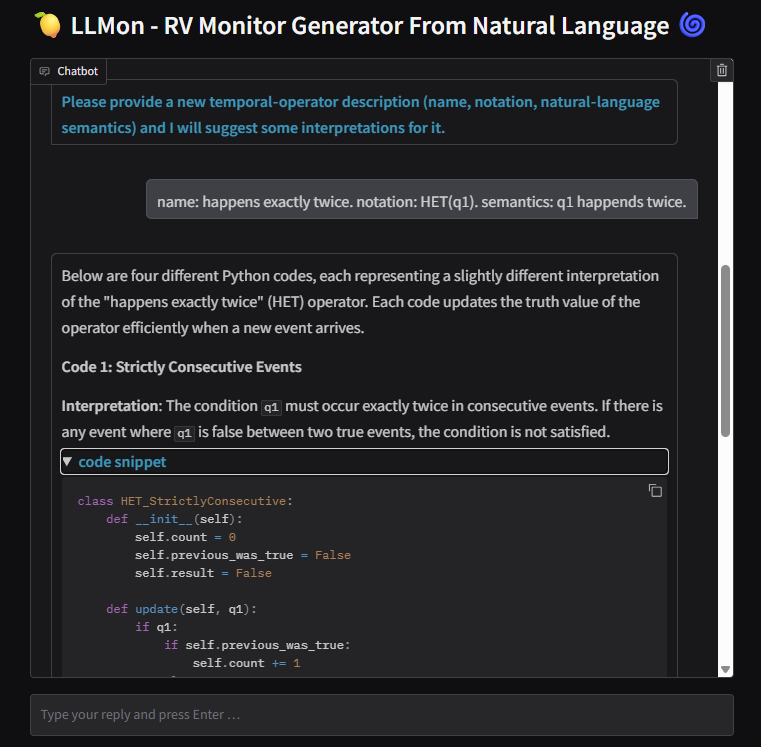 🍋 LLMon - RV Monitor Generator From Natural Language 🌀
Chatbot
Please provide a new temporal-operator description (name, notation, natural-language
semantics) and I will suggest some interpretations for it.
name: happens exactly twice. notation: HET(q1). semantics: q1 happends twice.
Below are four different Python codes, each representing a slightly different interpretation
of the "happens exactly twice" (HET) operator. Each code updates the truth value of the
operator efficiently when a new event arrives.
Code 1: Strictly Consecutive Events
Interpretation: The condition q1 must occur exactly twice in consecutive events. If there is
any event where q1 is false between two true events, the condition is not satisfied.
▼ code snippet
class HET_StrictlyConsecutive:
    def __init__(self):
        self.count = 0
        self.previous_was_true = False
        self.result = False
    def update(self, q1):
        if q1:
            if self.previous_was_true:
                self.count += 1
Type your reply and press Enter …